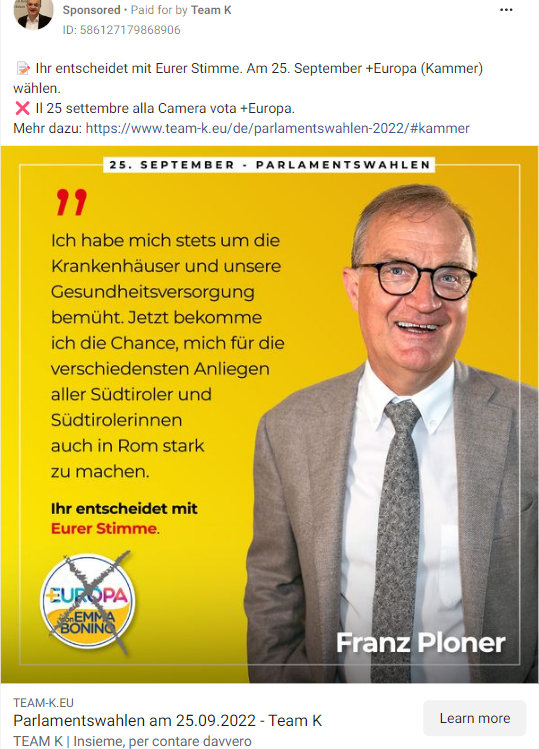 Sponsored • Paid for by Team K
ID: 586127179868906
📝 Ihr entscheidet mit Eurer Stimme. Am 25. September +Europa (Kammer)
wählen.
❌ Il 25 settembre alla Camera vota +Europa.
Mehr dazu: https://www.team-k.eu/de/parlamentswahlen-2022/#kammer
25. SEPTEMBER - PARLAMENTSWAHLEN
"
Ich habe mich stets um die
Krankenhäuser und unsere
Gesundheitsversorgung
bemüht. Jetzt bekomme
ich die Chance, mich für die
verschiedensten Anliegen
aller Südtiroler und
Südtirolerinnen
auch in Rom stark
zu machen.
Ihr entscheidet mit
Eurer Stimme.
+EUROPA
con EMMA
BONINO
Franz Ploner
TEAM-K.EU
Parlamentswahlen am 25.09.2022 - Team K
TEAM K | Insieme, per contare davvero
Learn more